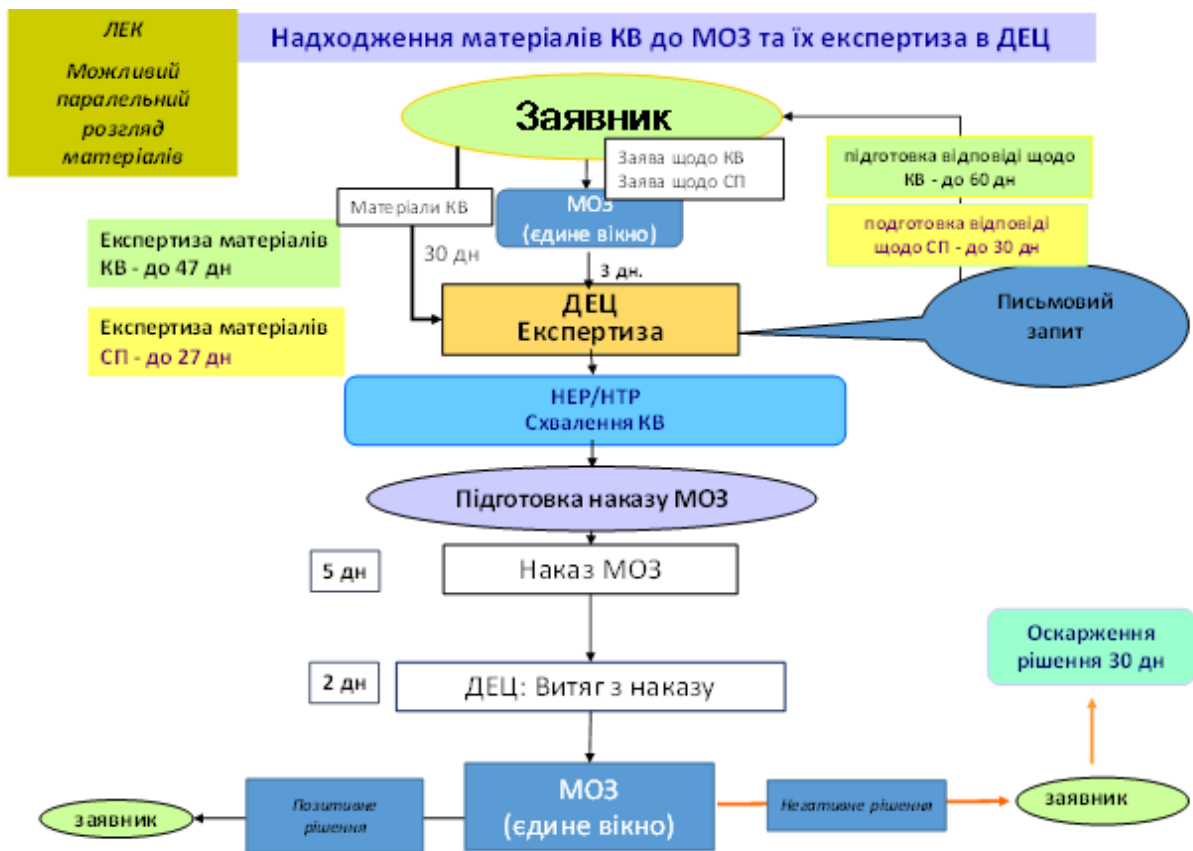 ЛЕК
Можливий
паралельний
розгляд
матеріалів
Надходження матеріалів КВ до МОЗ та їх експертиза в ДЕЦ
Заявник
Заява щодо КВ
Заява щодо СП
підготовка відповіді щодо
КВ - до 60 дн
Матеріали КВ
МОЗ
(єдине вікно)
подготовка відповіді
щодо СП - до 30 дн
Експертиза матеріалів
КВ - до 47 дн
30 дн
3 дн.
ДЕЦ
Експертиза
Письмовий
запит
Експертиза матеріалів
СП - до 27 дн
НЕР/НТР
Схвалення КВ
Підготовка наказу МОЗ
5 дн
Наказ МОЗ
Оскарження
рішення 30 дн
2 дн
ДЕЦ: Витяг з наказу
заявник
Позитивне
рішення
МОЗ
(єдине вікно)
Негативне рішення
заявник